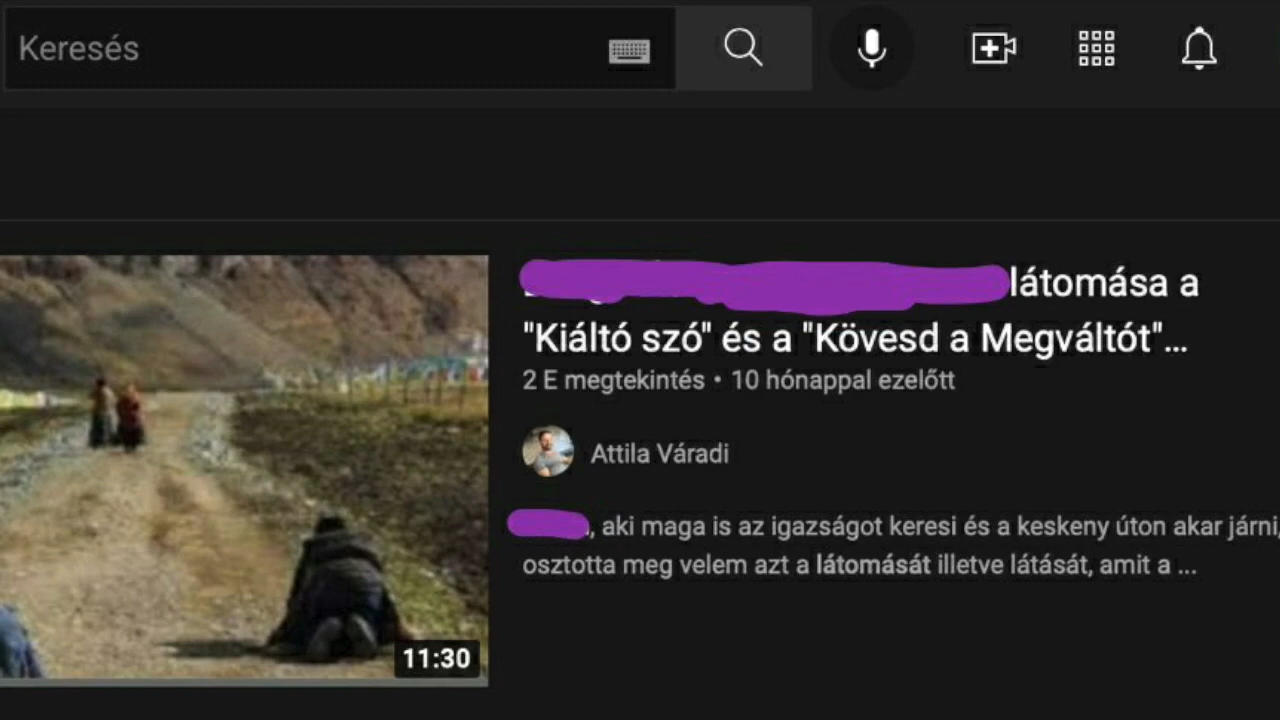 Keresés
látomása a
"Kiáltó szó" és a "Kövesd a Megváltót"...
2 E megtekintés • 10 hónappal ezelőtt
Attila Váradi
, aki maga is az igazságot keresi és a keskeny úton akar járni,
osztotta meg velem azt a látomását illetve látását, amit a ...
11:30